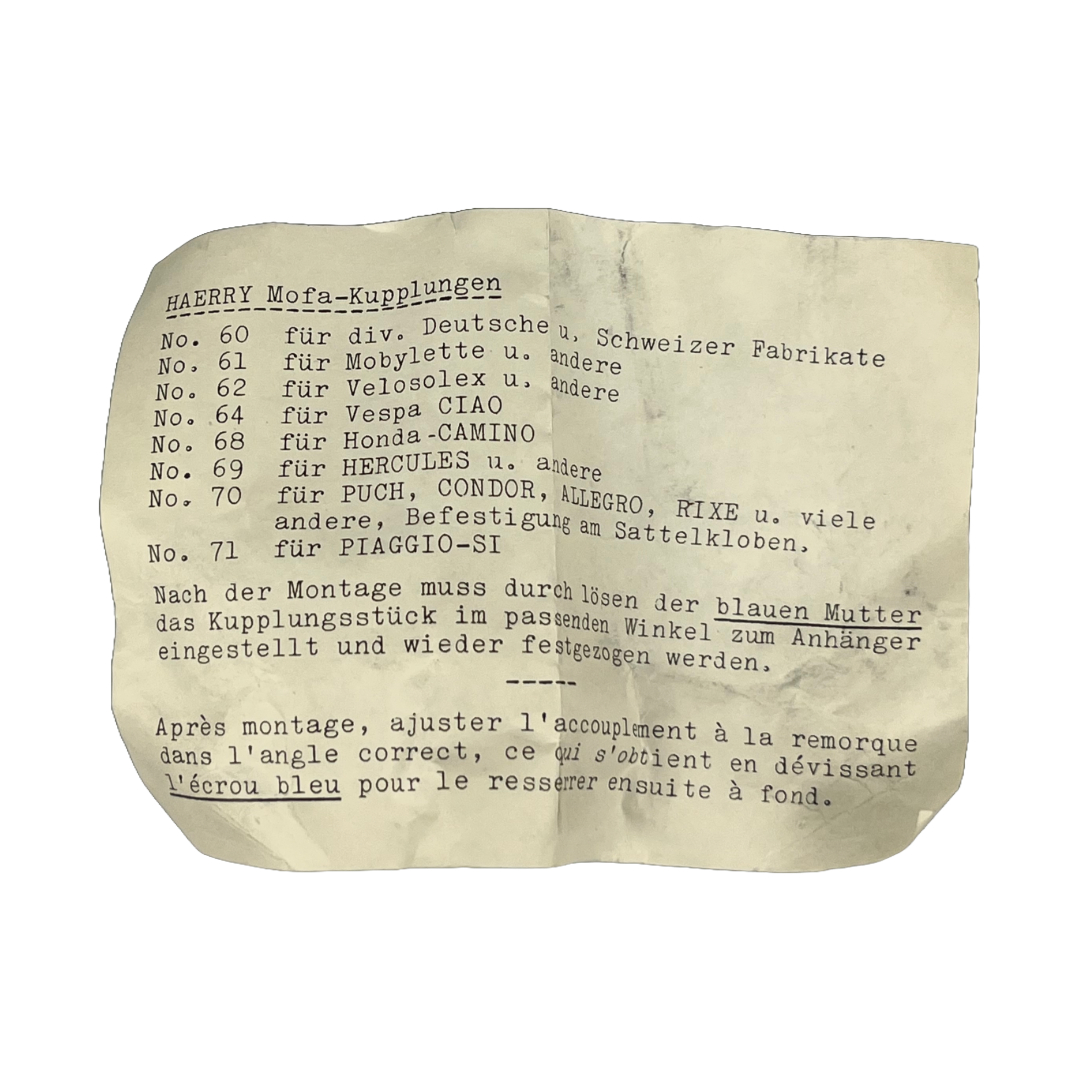 HAERRY Mofa-Kupplungen
No. 60 für div. Deutsche u. Schweizer Fabrikate
No. 61 für Mobylette u. andere
No. 62 für Velosolex u. andere
No. 64 für Vespa CIAO
No. 68 für Honda-CAMINO
No. 69 für HERCULES u. andere
No. 70 für PUCH, CONDOR, ALLEGRO, RIXE u. viele
andere, Befestigung am Sattelkloben.
No. 71 für PIAGGIO-SI
Nach der Montage muss durch lösen der blauen Mutter
das Kupplungsstück im passenden Winkel zum Anhänger
eingestellt und wieder festgezogen werden.
-----
Après montage, ajuster l'accouplement à la remorque
dans l'angle correct, ce qui s'obtient en dévissant
l'écrou bleu pour le resserrer ensuite à fond.